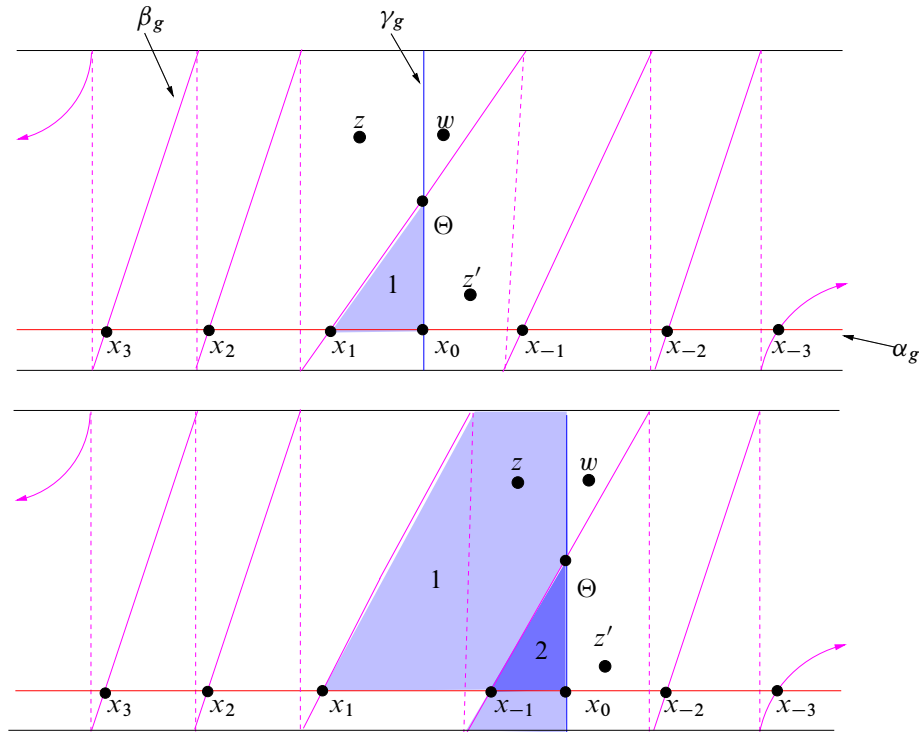 β_g γ_g
z w
Θ
1 z′
x_3 x_2 x_1 x_0 x_{−1} x_{−2} x_{−3}
α_g
z w
1 Θ
2 z′
x_3 x_2 x_1 x_{−1} x_0 x_{−2} x_{−3}